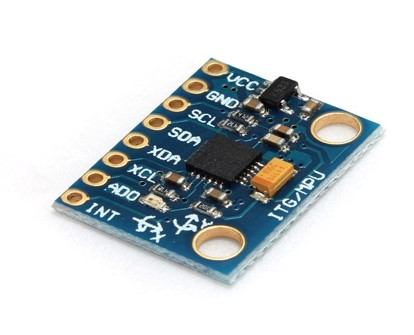 VCC
GND
SCL
SDA
XDA
XCL
ADO
INT
X
Y
ITG/MPU